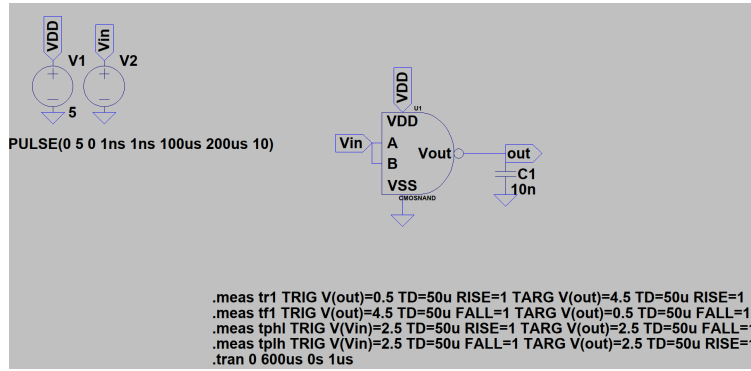 VDD
Vin
V1
V2
5
PULSE(0 5 0 1ns 1ns 100us 200us 10)
VDD
U1
VDD
Vin
A
B
Vout
out
VSS
CMOSNAND
C1
10n
.meas tr1 TRIG V(out)=0.5 TD=50u RISE=1 TARG V(out)=4.5 TD=50u RISE=1
.meas tf1 TRIG V(out)=4.5 TD=50u FALL=1 TARG V(out)=0.5 TD=50u FALL=1
.meas tphl TRIG V(Vin)=2.5 TD=50u RISE=1 TARG V(out)=2.5 TD=50u FALL=1
.meas tplh TRIG V(Vin)=2.5 TD=50u FALL=1 TARG V(out)=2.5 TD=50u RISE=1
.tran 0 600us 0s 1us